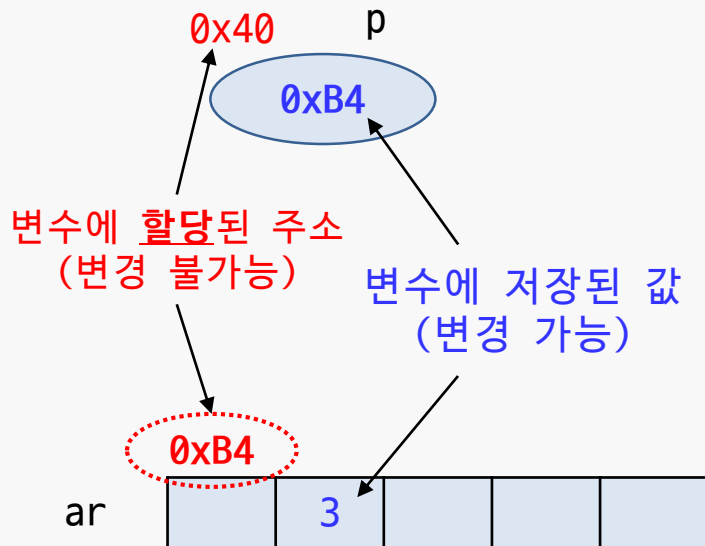 0x40
p
0xB4
변수에 할당된 주소
(변경 불가능)
변수에 저장된 값
(변경 가능)
0xB4
ar
3